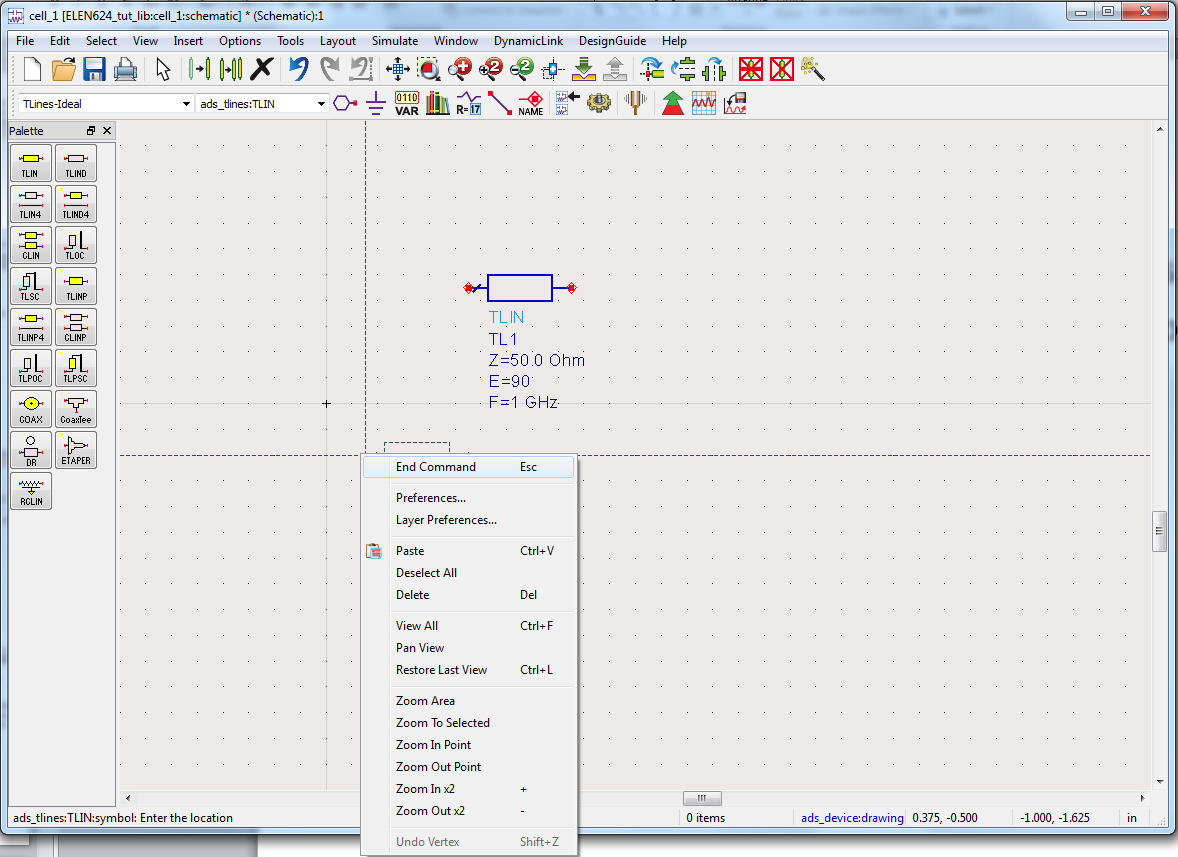 cell_1 [ELEN624_tut_lib:cell_1:schematic] * (Schematic):1
File Edit Select View Insert Options Tools Layout Simulate Window DynamicLink DesignGuide Help
TLines-Ideal ads_tlines:TLIN 0110 VAR R=17 NAME
Palette
TLIN TLIND
TLIN4 TLIND4
CLIN TLOC
TLSC TLINP
TLINP4 CLINP
TLPOC TLPSC
COAX CoaxTee
DR ETAPER
RCLIN
TLIN
TL1
Z=50.0 Ohm
E=90
F=1 GHz
End Command Esc
Preferences...
Layer Preferences...
Paste Ctrl+V
Deselect All
Delete Del
View All Ctrl+F
Pan View
Restore Last View Ctrl+L
Zoom Area
Zoom To Selected
Zoom In Point
Zoom Out Point
Zoom In x2 +
Zoom Out x2 -
Undo Vertex Shift+Z
ads_tlines:TLIN:symbol: Enter the location 0 items ads_device:drawing 0.375, -0.500 -1.000, -1.625 in